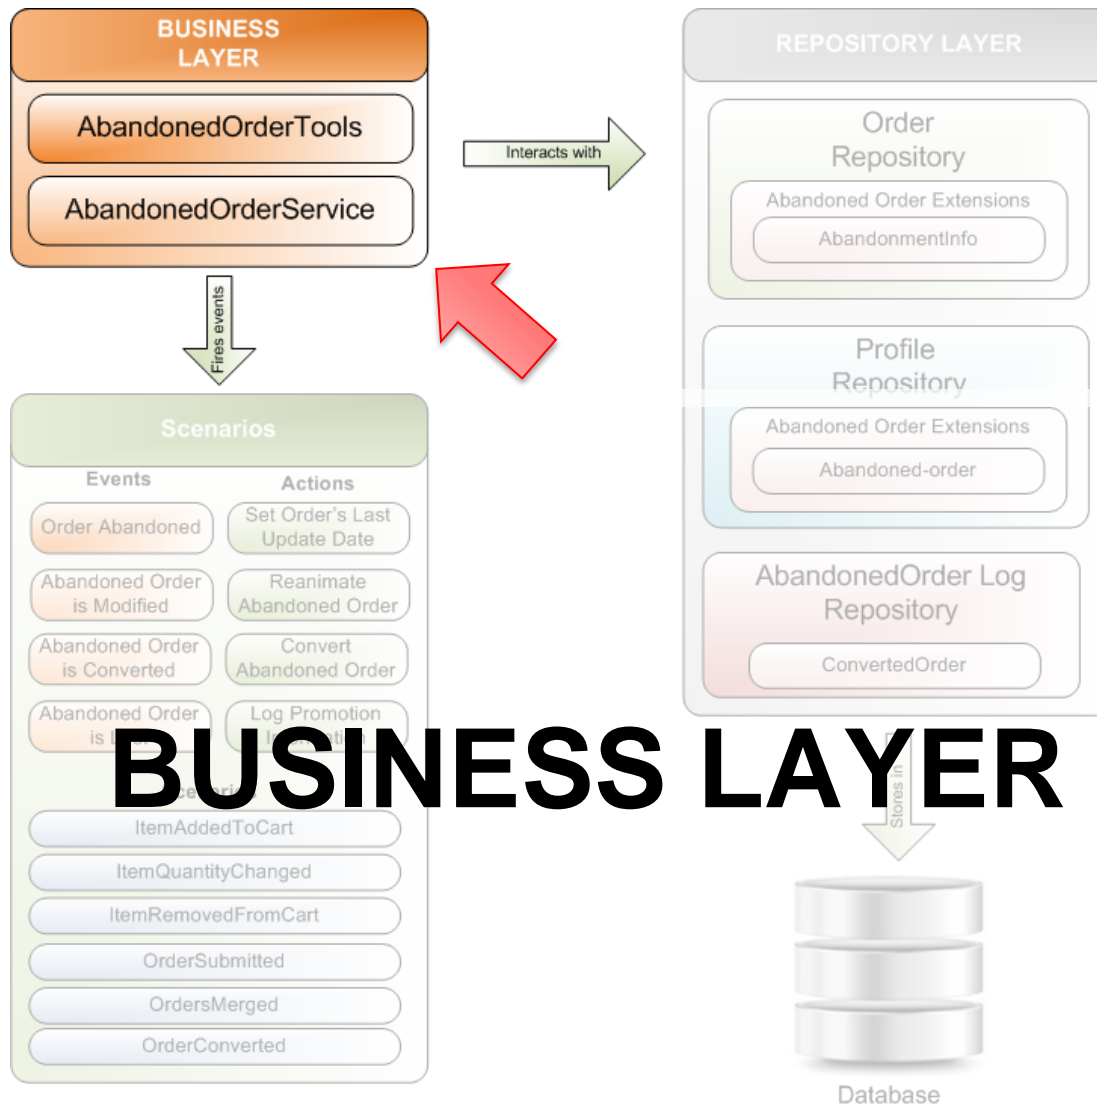 BUSINESS
LAYER
AbandonedOrderTools
AbandonedOrderService
Interacts with
Fires events
REPOSITORY LAYER
Order
Repository
Abandoned Order Extensions
AbandonmentInfo
Profile
Repository
Abandoned Order Extensions
Abandoned-order
AbandonedOrder Log
Repository
ConvertedOrder
Scenarios
Events
Actions
Order Abandoned
Set Order's Last
Update Date
Abandoned Order
is Modified
Reanimate
Abandoned Order
Abandoned Order
is Converted
Convert
Abandoned Order
Abandoned Order
is
Log Promotion
BUSINESS LAYER
Stores in
ItemAddedToCart
ItemQuantityChanged
ItemRemovedFromCart
OrderSubmitted
OrdersMerged
OrderConverted
Database